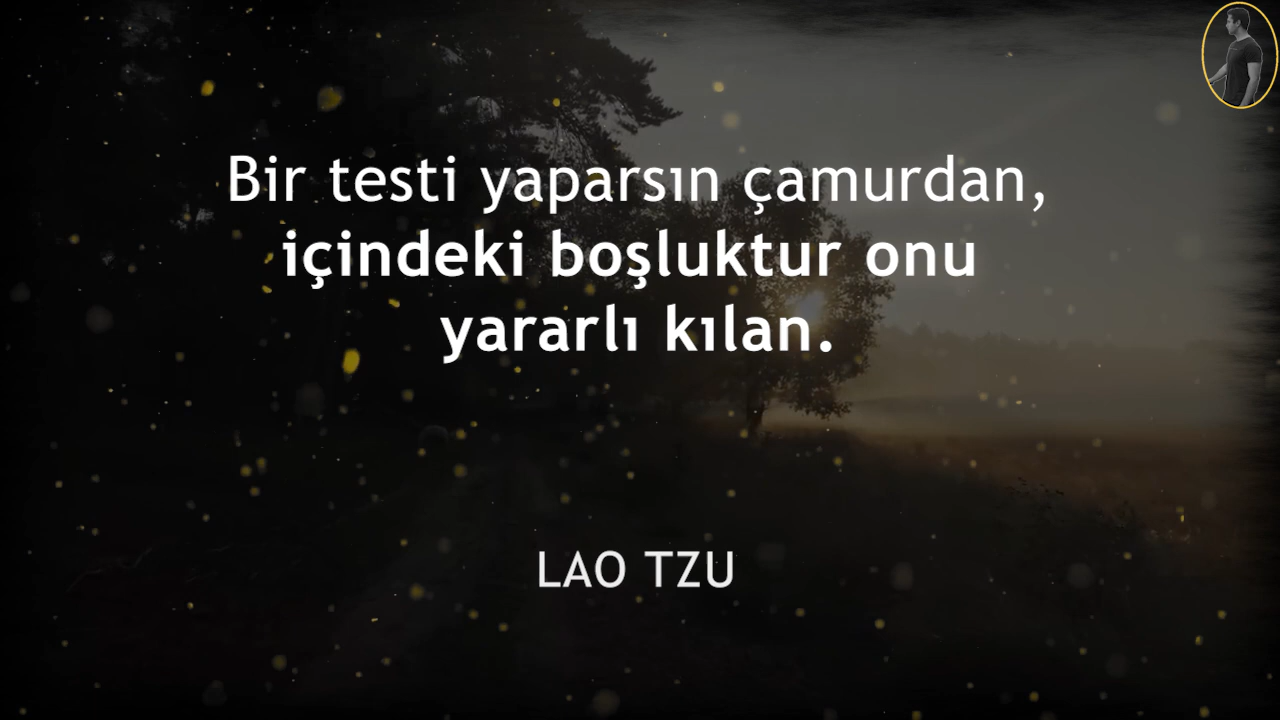 Bir testi yaparsın çamurdan,
içindeki boşluktur onu
yararlı kılan.
LAO TZU